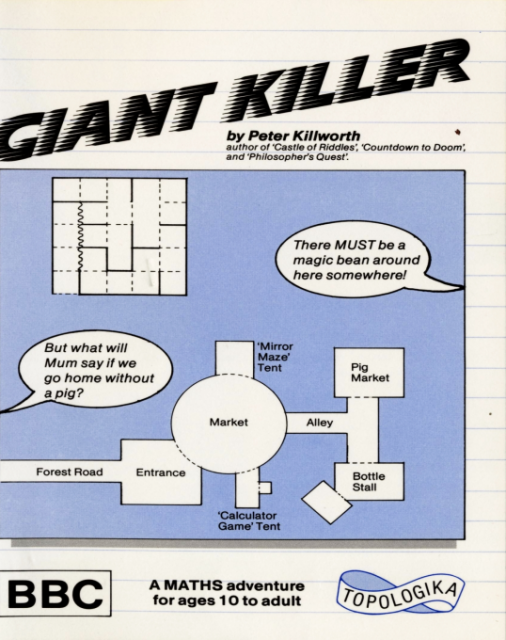 GIANT KILLER
by Peter Killworth
author of 'Castle of Riddles', 'Countdown to Doom',
and 'Philosopher's Quest'.
There MUST be a
magic bean around
here somewhere!
But what will
Mum say if we
go home without
a pig?
'Mirror
Maze'
Tent
Pig
Market
Market
Alley
Forest Road
Entrance
Bottle
Stall
'Calculator
Game' Tent
BBC
A MATHS adventure
for ages 10 to adult
TOPOLOGIKA